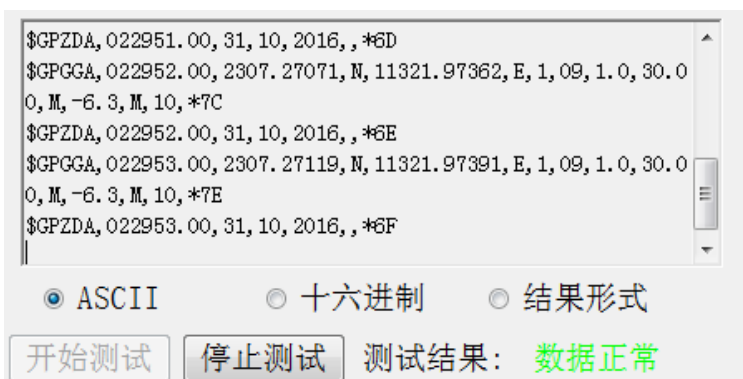 $GPZDA,022951.00,31,10,2016,,*6D
$GPGGA,022952.00,2307.27071,N,11321.97362,E,1,09,1.0,30.0
0,M,-6.3,M,10,*7C
$GPZDA,022952.00,31,10,2016,,*6E
$GPGGA,022953.00,2307.27119,N,11321.97391,E,1,09,1.0,30.0
0,M,-6.3,M,10,*7E
$GPZDA,022953.00,31,10,2016,,*6F
ASCII 十六进制 结果形式
开始测试 停止测试 测试结果: 数据正常